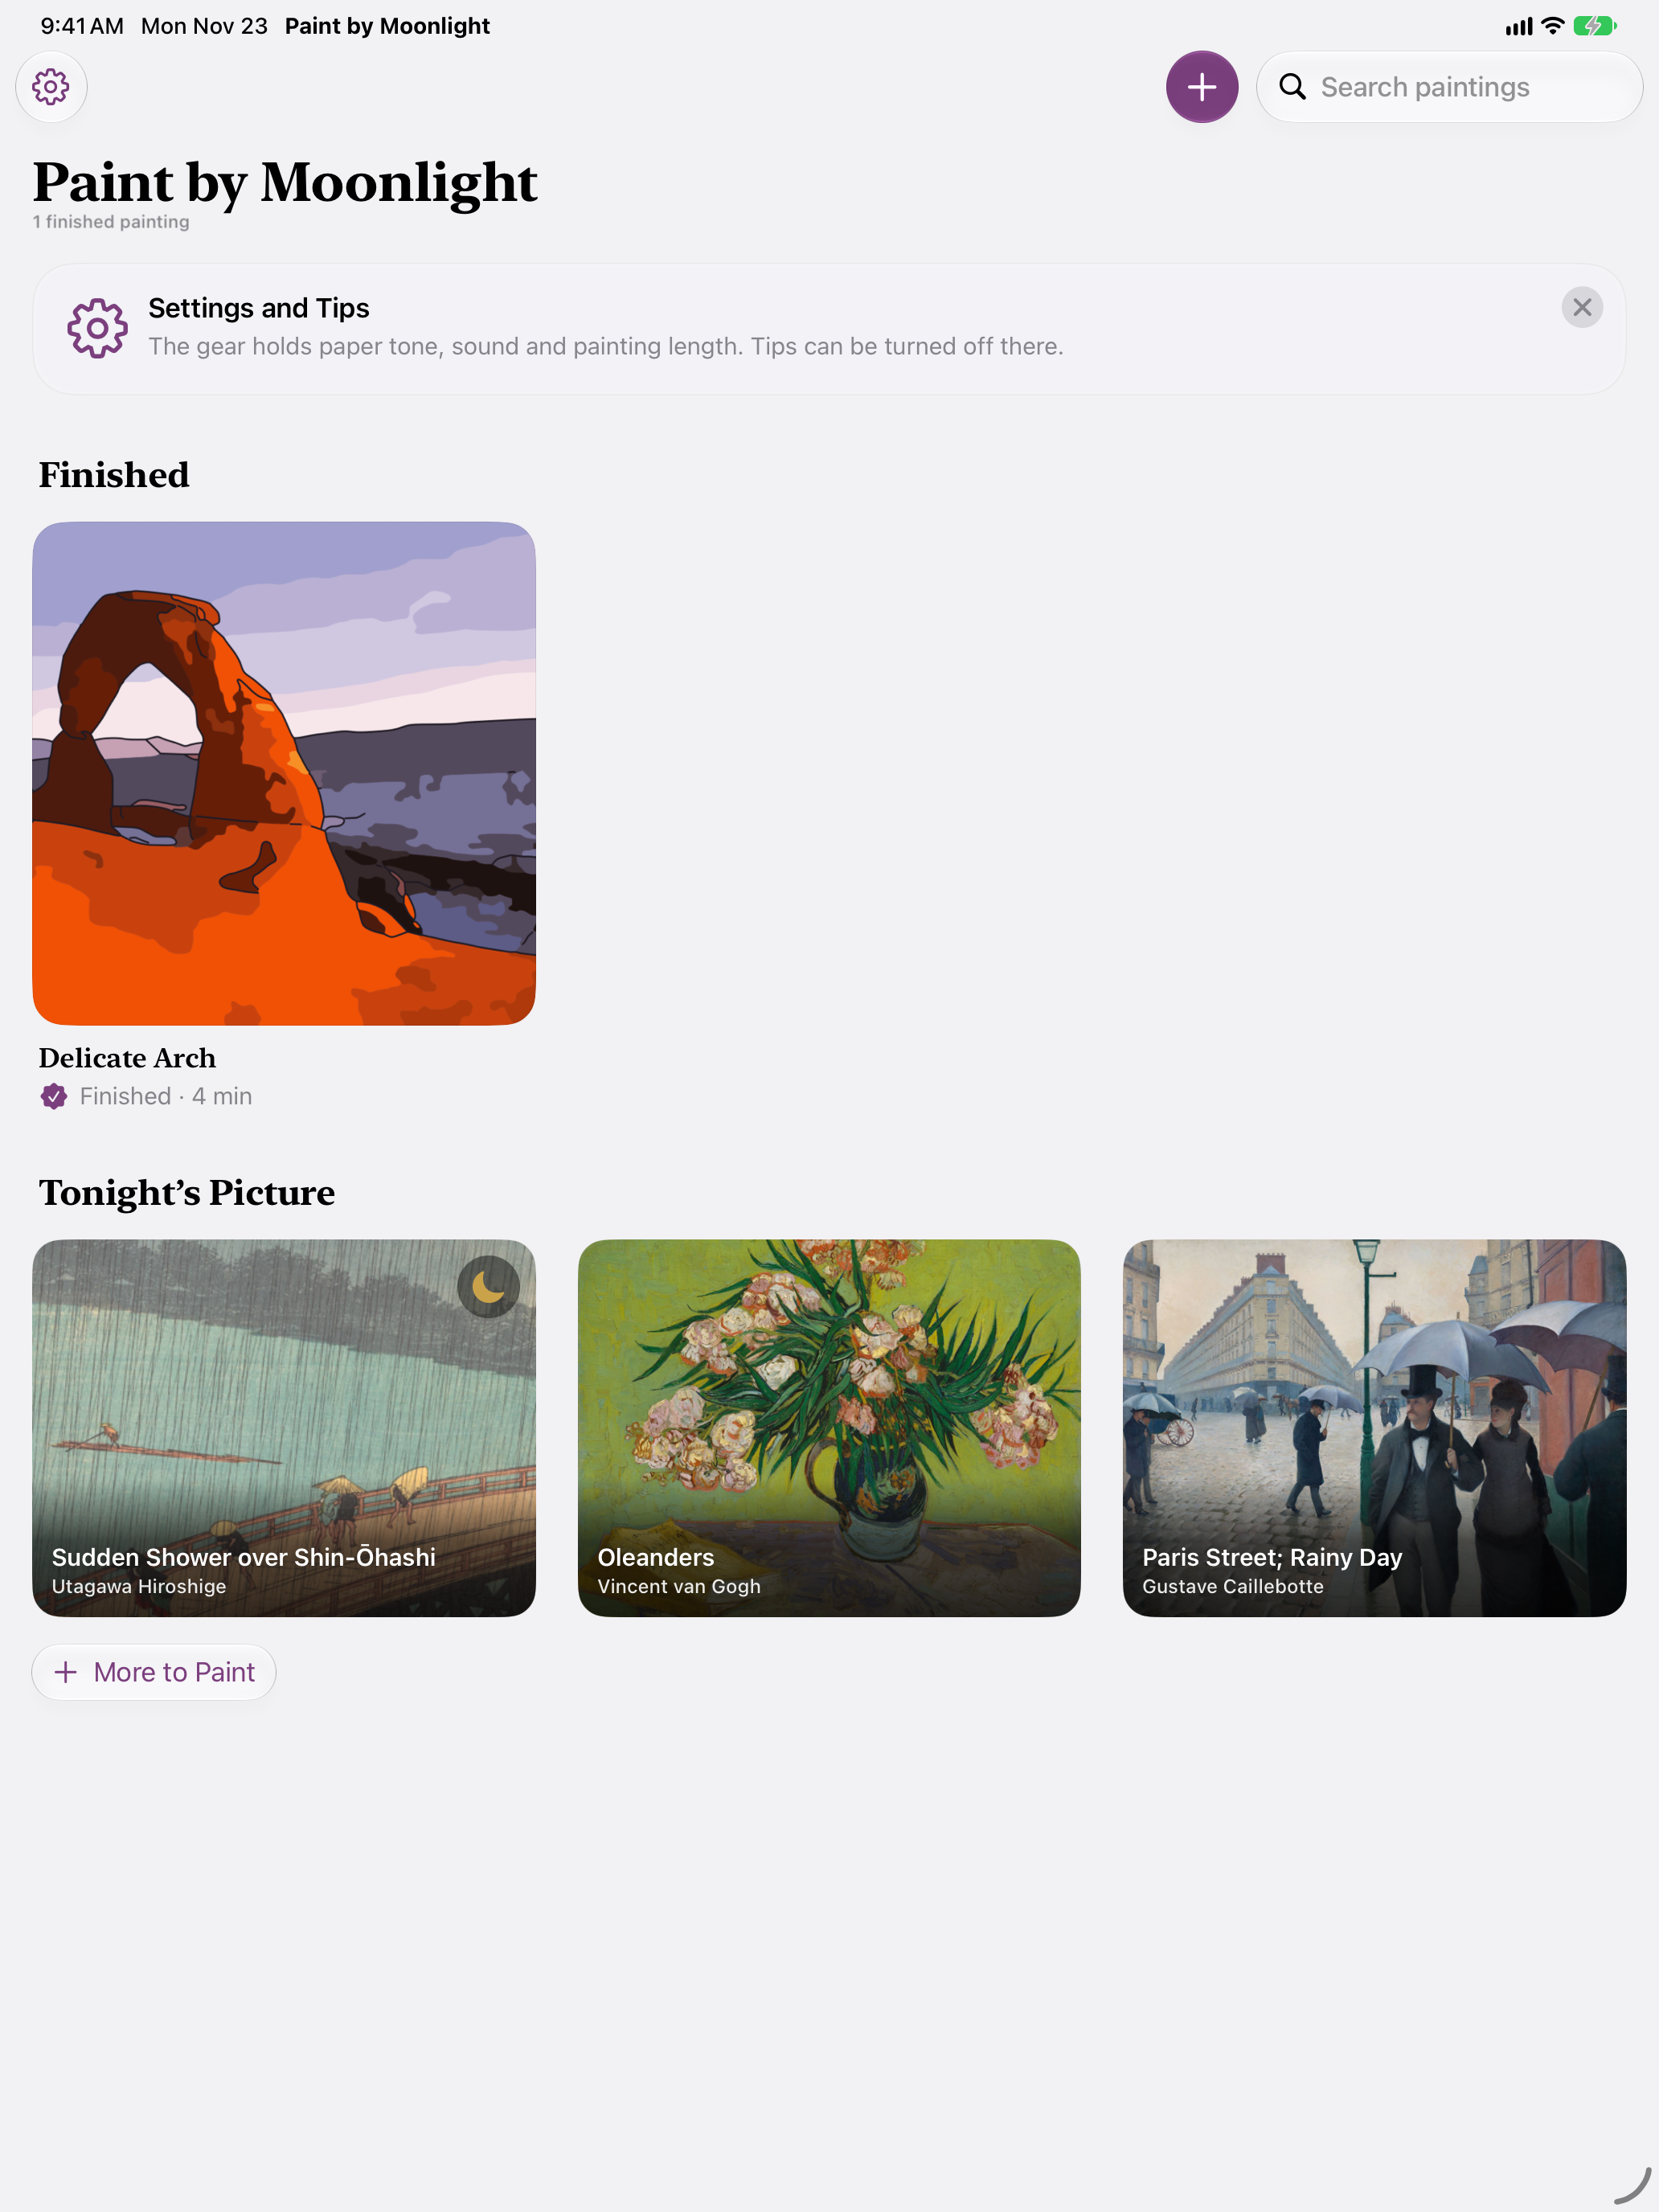 9:41 AM Mon Nov 23 Paint by Moonlight
Search paintings
Paint by Moonlight
1 finished painting
Settings and Tips
The gear holds paper tone, sound and painting length. Tips can be turned off there.
Finished
Delicate Arch
Finished · 4 min
Tonight’s Picture
Sudden Shower over Shin-Ōhashi
Utagawa Hiroshige
Oleanders
Vincent van Gogh
Paris Street; Rainy Day
Gustave Caillebotte
More to Paint